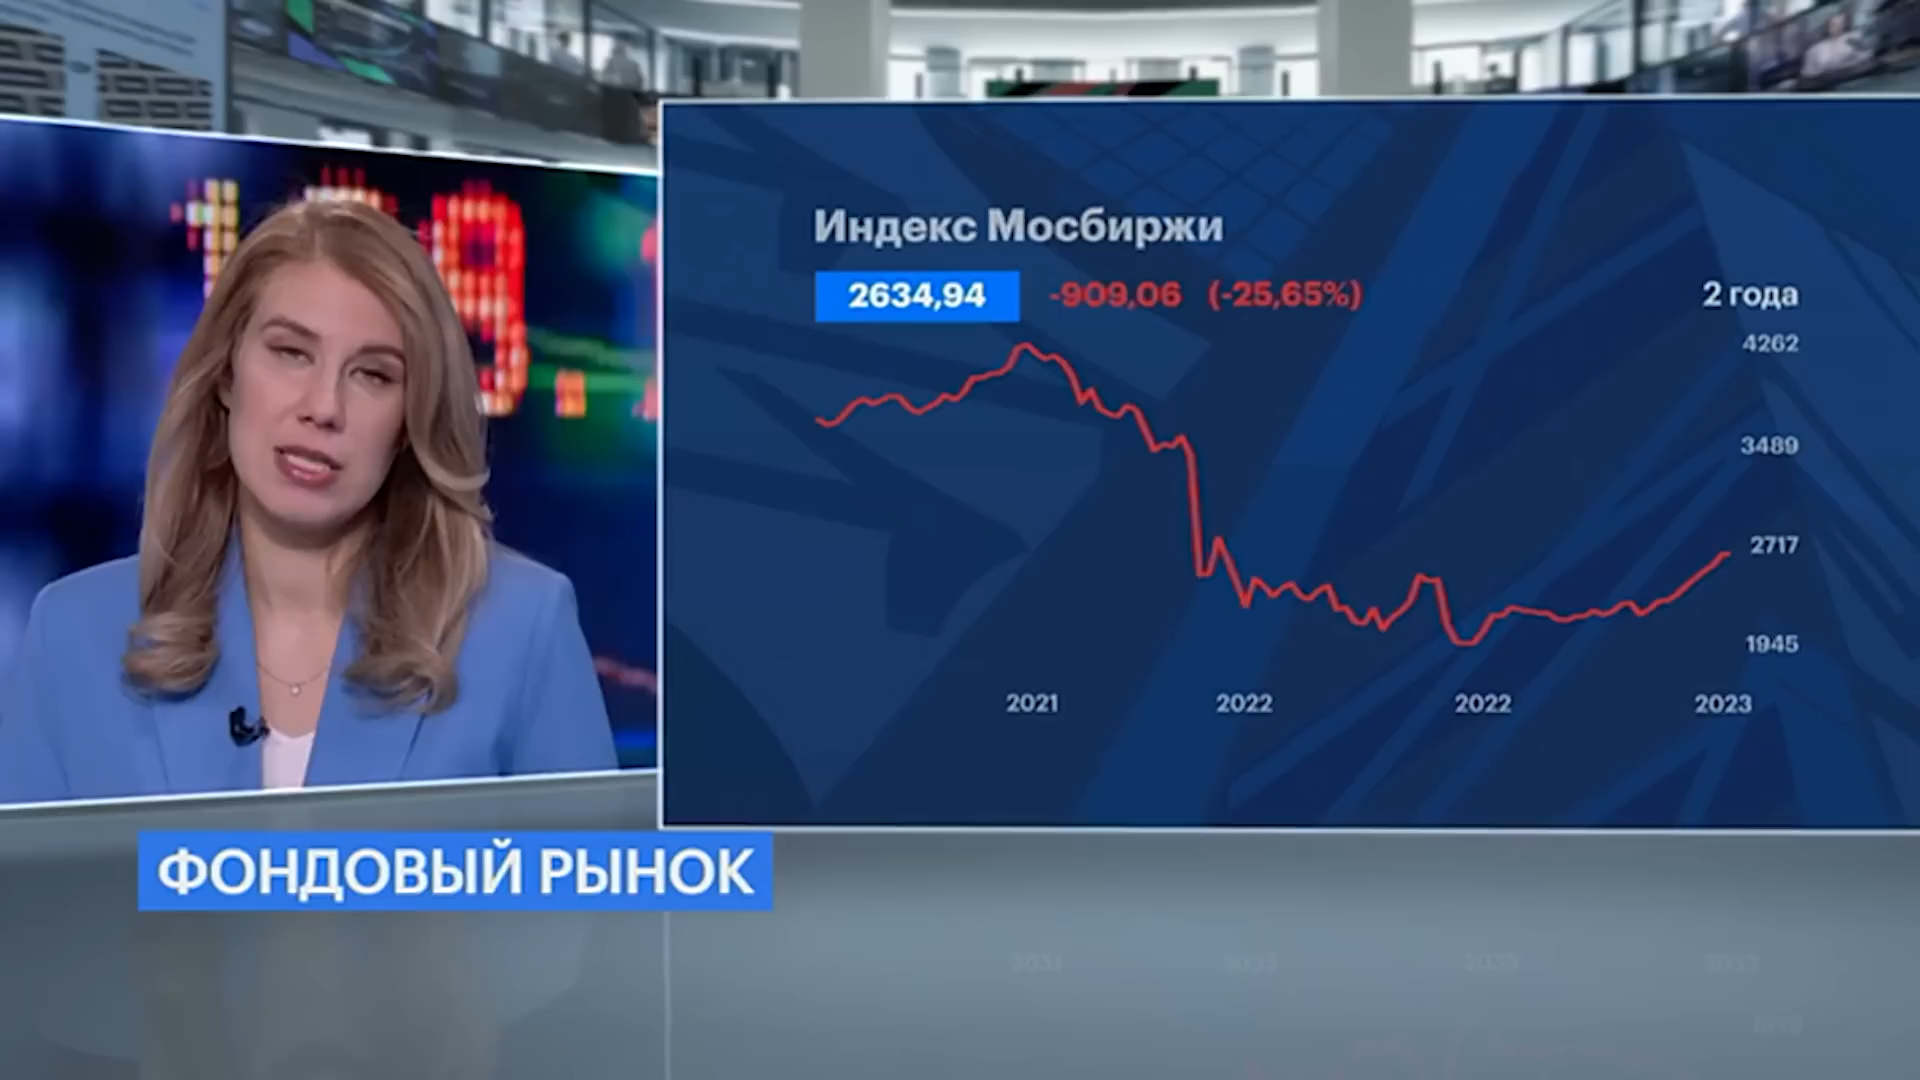 Индекс Мосбиржи
2634,94 -909,06 (-25,65%)
2 года
4262
3489
2717
1945
2021 2022 2022 2023
ФОНДОВЫЙ РЫНОК